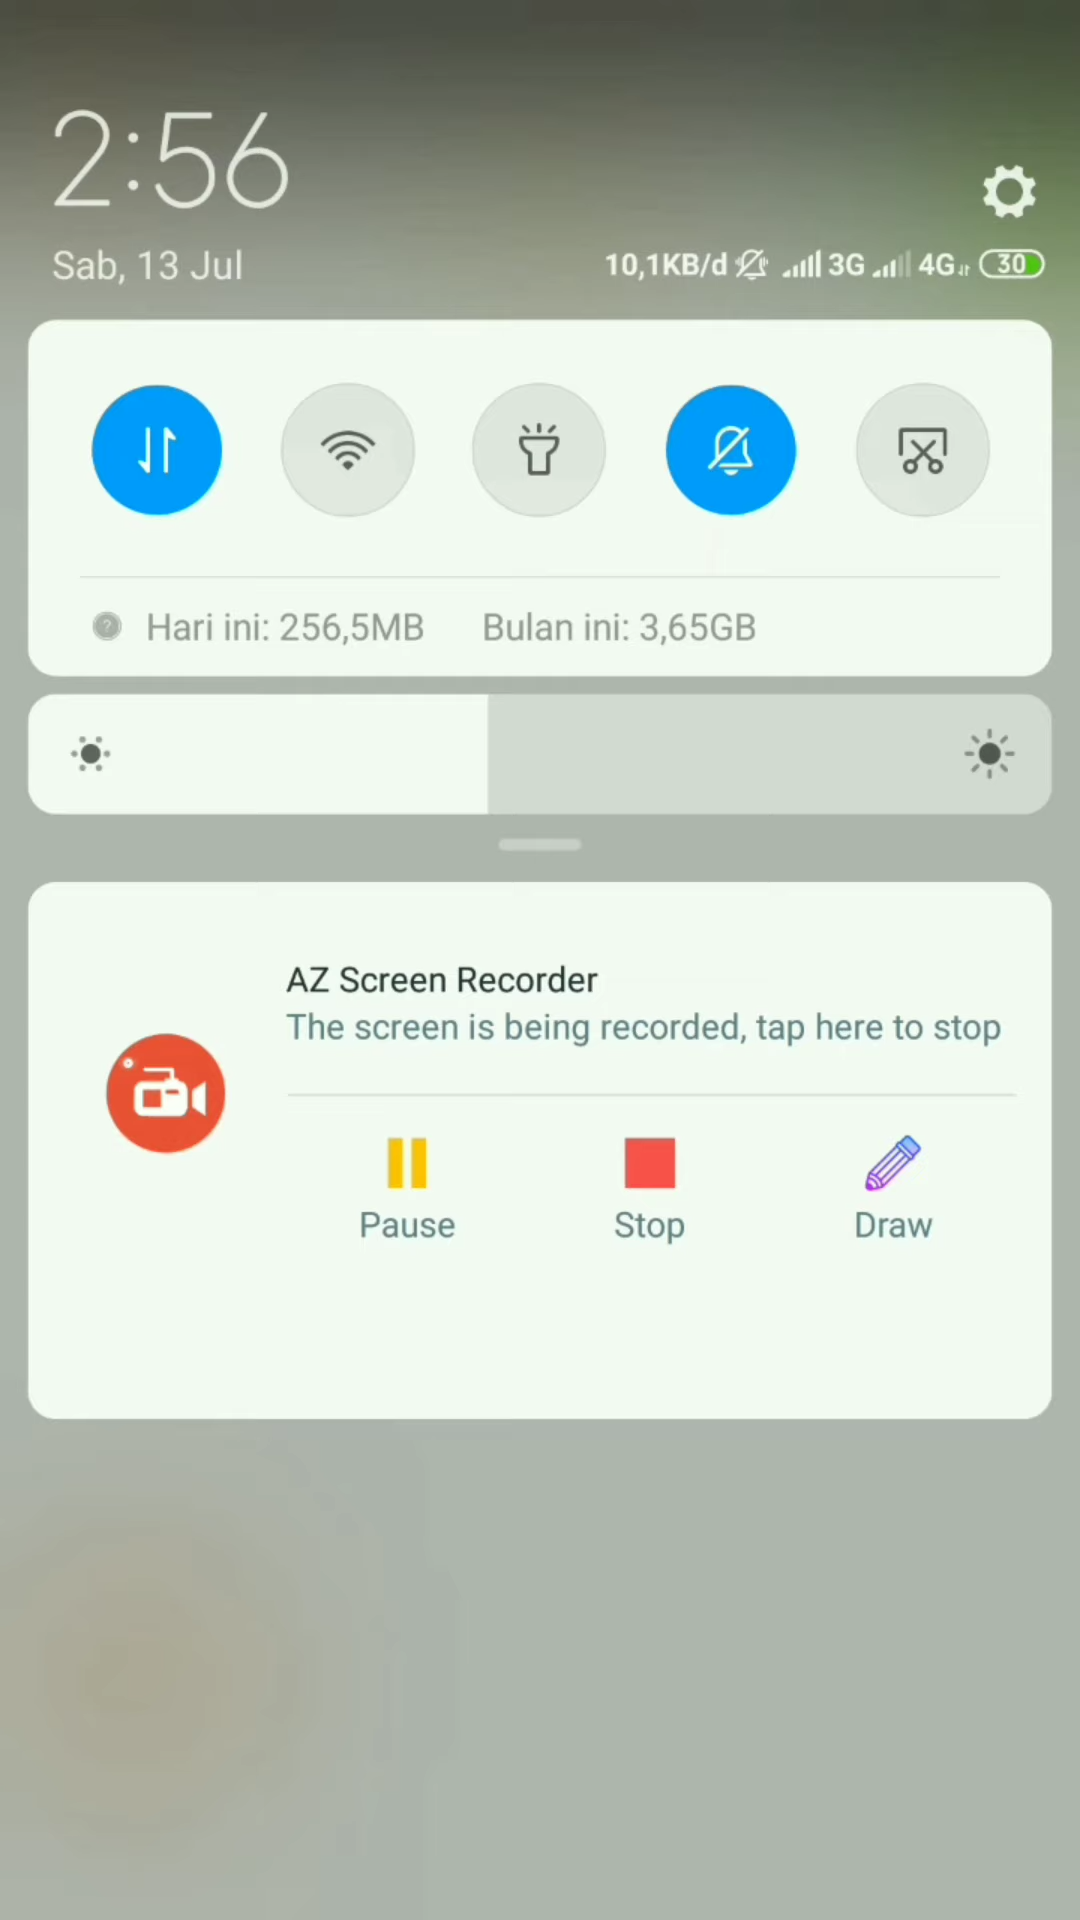 2:56
Sab, 13 Jul
10,1KB/d 3G 4G 30
Hari ini: 256,5MB Bulan ini: 3,65GB
AZ Screen Recorder
The screen is being recorded, tap here to stop
Pause Stop Draw